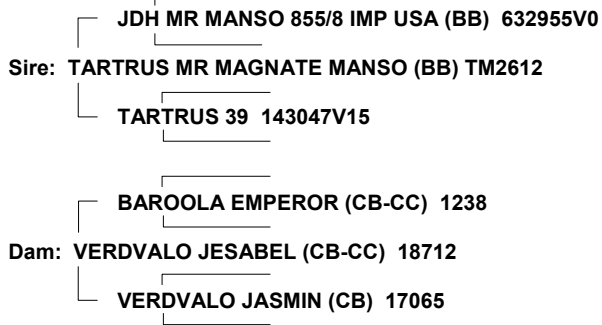 JDH MR MANSO 855/8 IMP USA (BB) 632955V0
Sire: TARTRUS MR MAGNATE MANSO (BB) TM2612
TARTRUS 39 143047V15
BAROOLA EMPEROR (CB-CC) 1238
Dam: VERDVALO JESABEL (CB-CC) 18712
VERDVALO JASMIN (CB) 17065